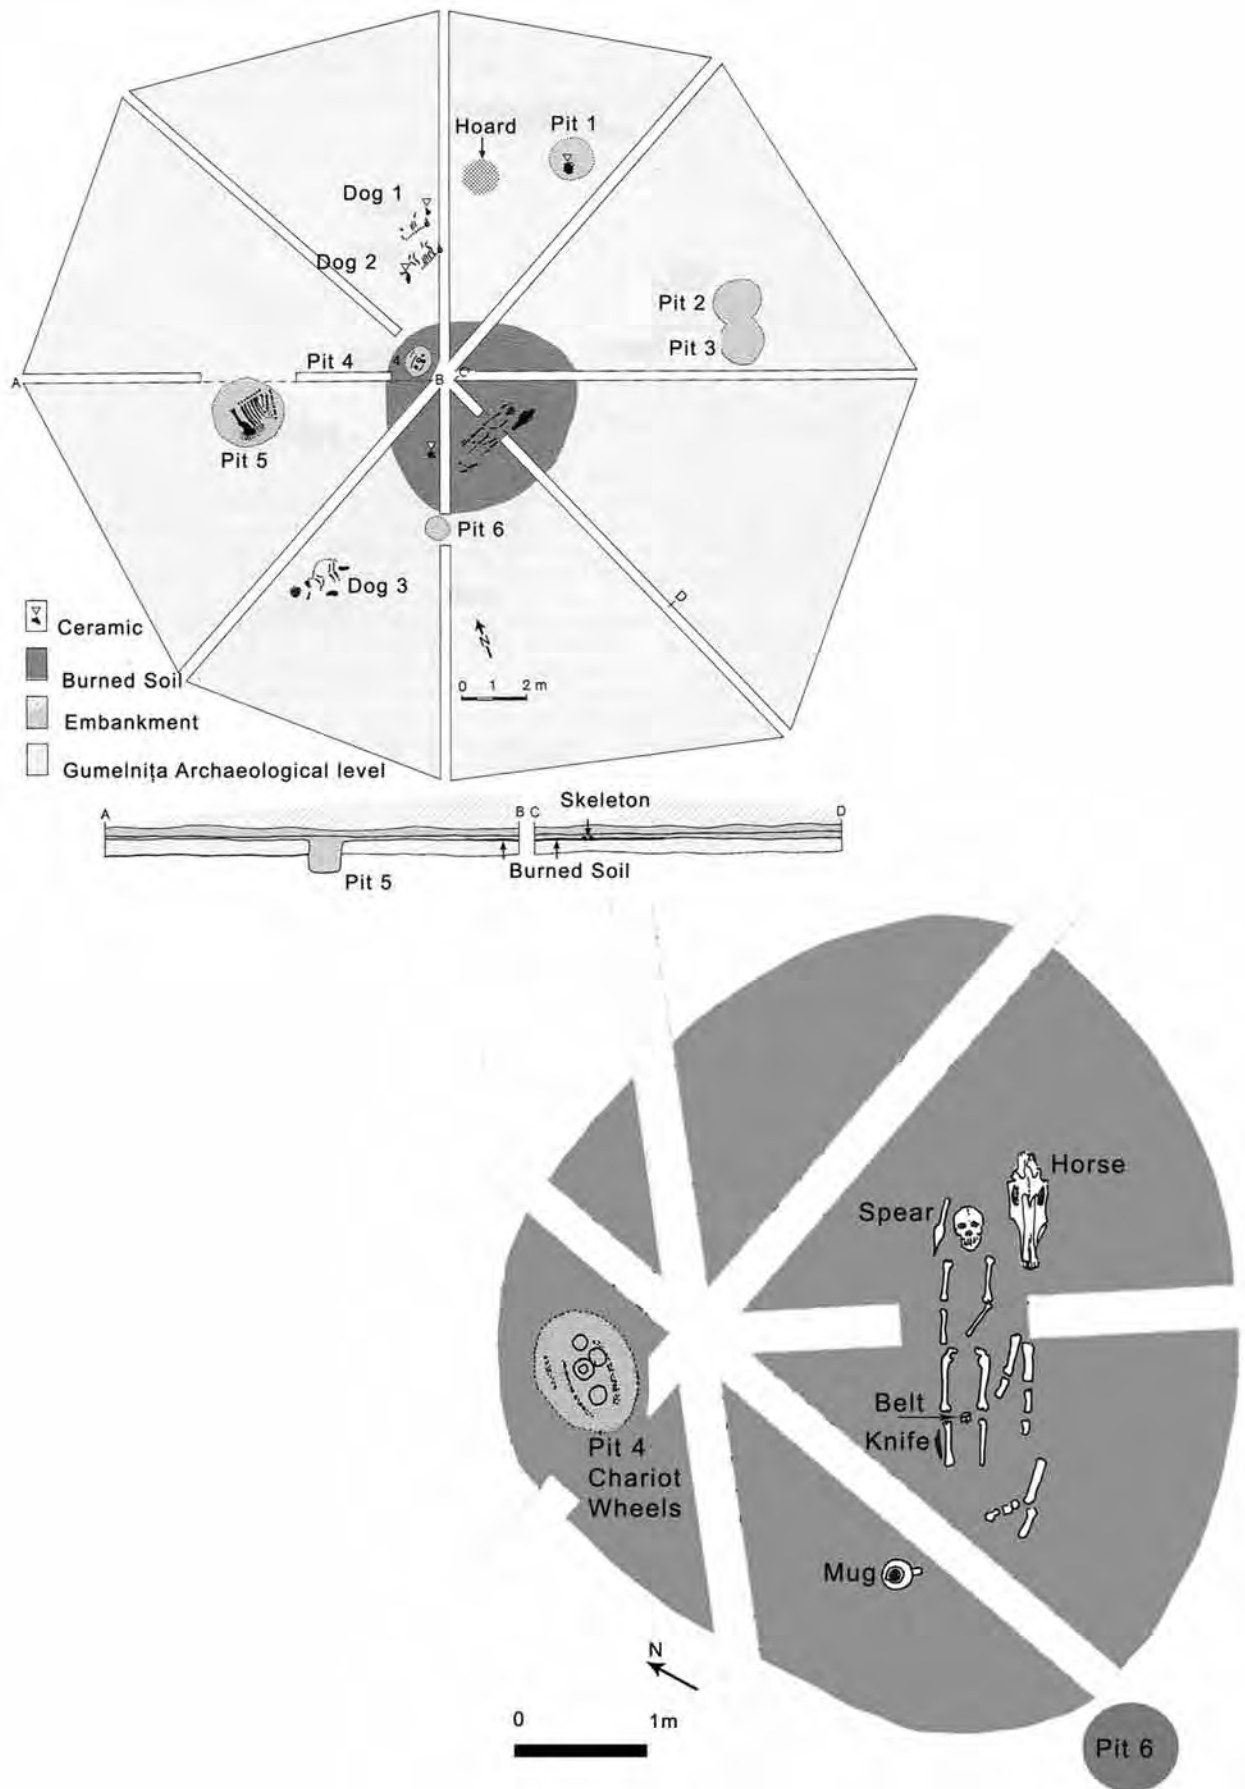 Hoard
Pit 1
Dog 1
Dog 2
Pit 2
Pit 3
Pit 4
4
A
B
C
Pit 5
Pit 6
Dog 3
D
N
0 1 2 m
Ceramic
Burned Soil
Embankment
Gumelnița Archaeological level
Skeleton
A
B C
D
Burned Soil
Pit 5
Horse
Spear
Belt
Knife
Pit 4
Chariot
Wheels
Mug
N
0 1m
Pit 6